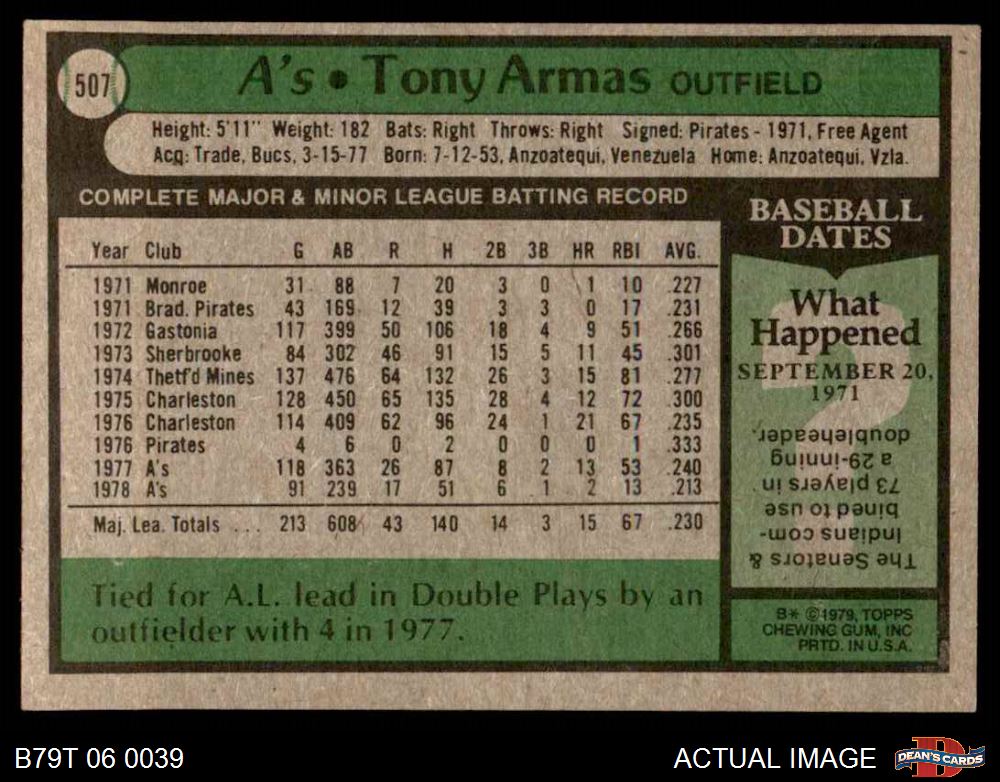 507
A's • Tony Armas OUTFIELD
Height: 5'11" Weight: 182 Bats: Right Throws: Right Signed: Pirates - 1971, Free Agent
Acq: Trade, Bucs, 3-15-77 Born: 7-12-53, Anzoatequi, Venezuela Home: Anzoatequi, Vzla.
COMPLETE MAJOR & MINOR LEAGUE BATTING RECORD
Year Club G AB R H 2B 3B HR RBI AVG.
1971 Monroe 31 88 7 20 3 0 1 10 .227
1971 Brad. Pirates 43 169 12 39 3 3 0 17 .231
1972 Gastonia 117 399 50 106 18 4 9 51 .266
1973 Sherbrooke 84 302 46 91 15 5 11 45 .301
1974 Thetf'd Mines 137 476 64 132 26 3 15 81 .277
1975 Charleston 128 450 65 135 28 4 12 72 .300
1976 Charleston 114 409 62 96 24 1 21 67 .235
1976 Pirates 4 6 0 2 0 0 0 1 .333
1977 A's 118 363 26 87 8 2 13 53 .240
1978 A's 91 239 17 51 6 1 2 13 .213
Maj. Lea. Totals ... 213 608 43 140 14 3 15 67 .230
Tied for A.L. lead in Double Plays by an
outfielder with 4 in 1977.
BASEBALL
DATES
What
Happened
SEPTEMBER 20,
1971
The Senators &
Indians com-
bined to use
73 players in
a 29-inning
doubleheader.
B* ©1979, TOPPS
CHEWING GUM, INC
PRTD. IN U.S.A.
B79T 06 0039
ACTUAL IMAGE
D
DEAN'S CARDS